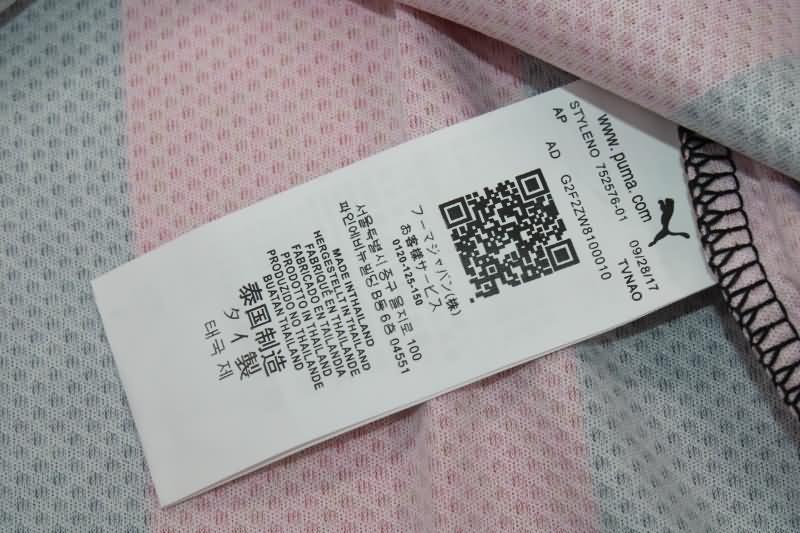 www.puma.com
STYLENO 752576-01 09/28/17
AP TVNAO
AD G2F2ZW8100010
プーマジャパン(株)
お客様サービス
0120-125-150
서울특별시 중구 을지로 100
파인에비뉴빌딩 B동 6층 04551
MADE IN THAILAND
HERGESTELLT IN THAILAND
FABRIQUÉ EN THAILANDE
FABRICADO EN TAILANDIA
PRODOTTO IN THAILANDE
PRODUZIDO NO THAILANDE
BUATAN THAILAND
泰国制造
タイ製
태국 제